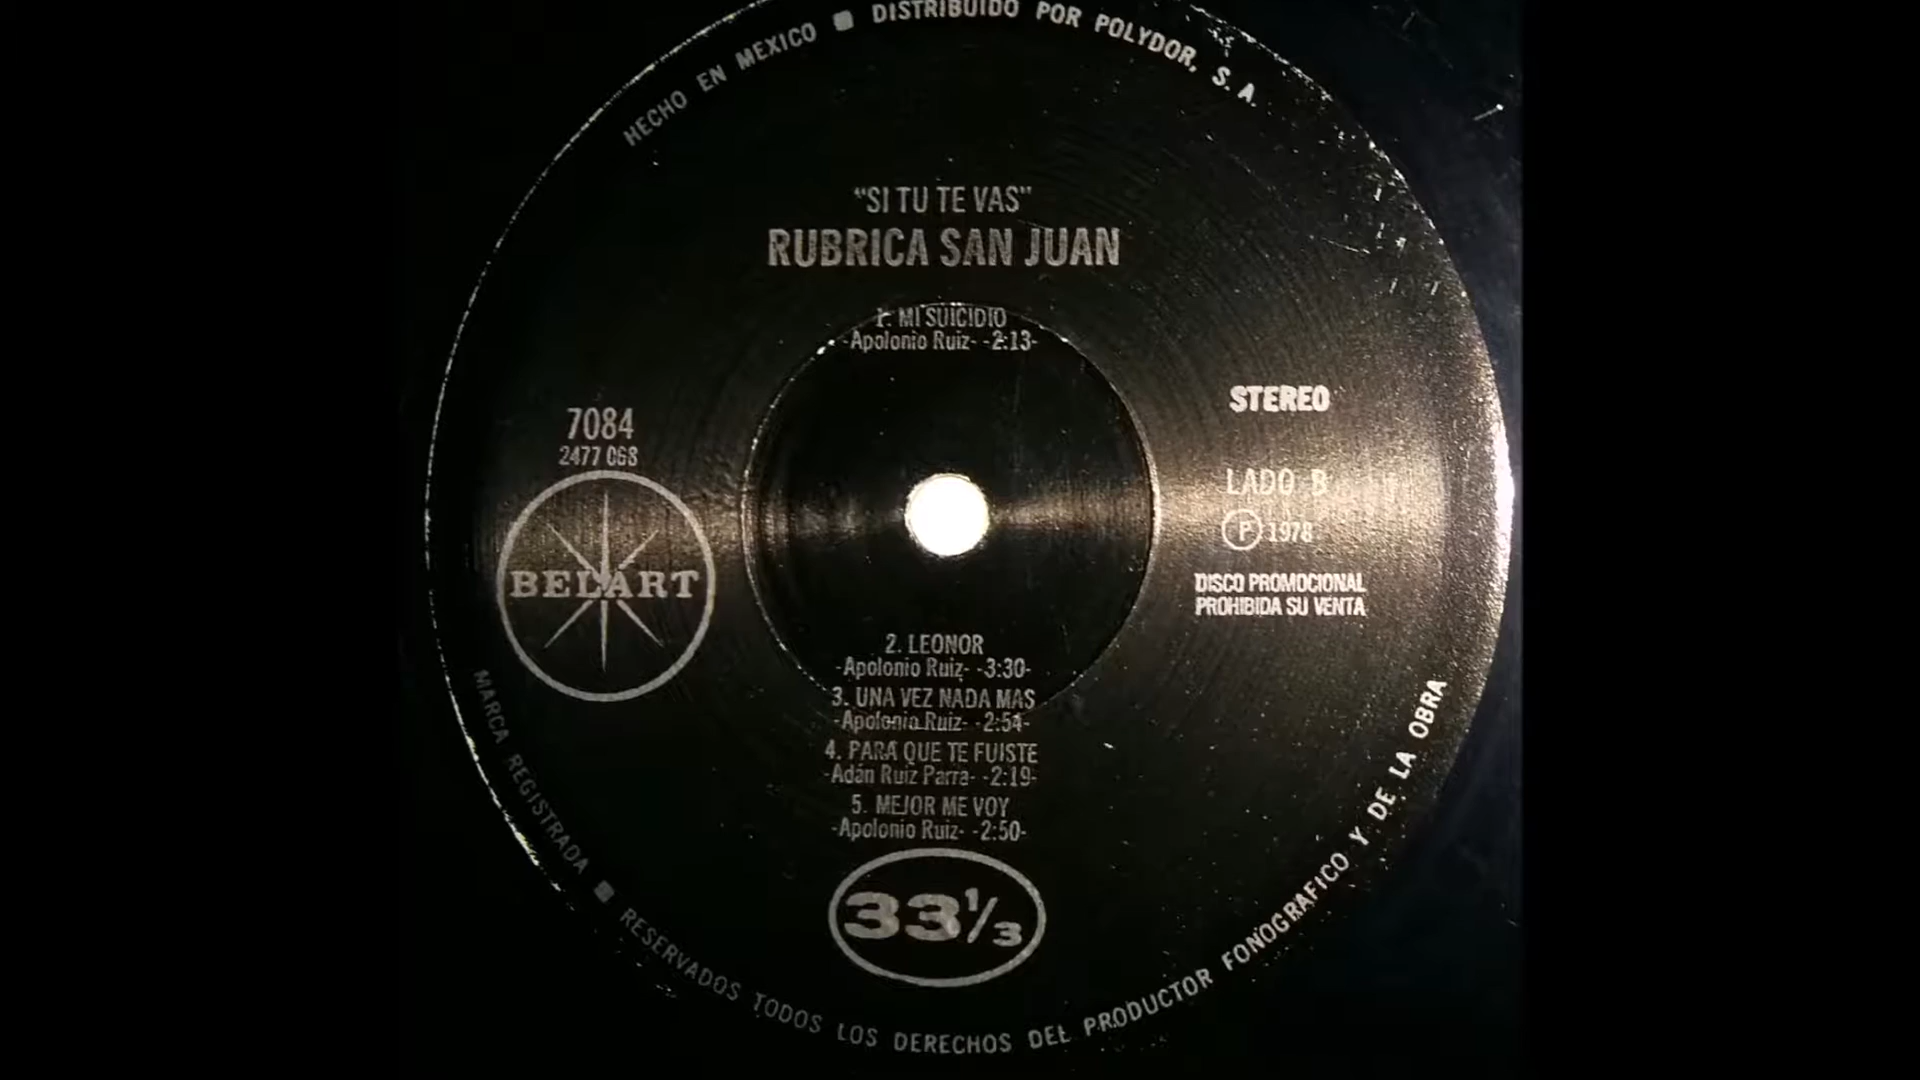 HECHO EN MEXICO ■ DISTRIBUIDO POR POLYDOR, S. A.
"SI TU TE VAS"
RUBRICA SAN JUAN
1. MI SUICIDIO
-Apolonio Ruiz- -2:13-
7084
2477 068
BELART
STEREO
LADO B
Ⓟ 1978
DISCO PROMOCIONAL
PROHIBIDA SU VENTA
2. LEONOR
-Apolonio Ruiz- -3:30-
3. UNA VEZ NADA MAS
-Apolonio Ruiz- -2:54-
4. PARA QUE TE FUISTE
-Adán Ruiz Parra- -2:19-
5. MEJOR ME VOY
-Apolonio Ruiz- -2:50-
33⅓
MARCA REGISTRADA ■ RESERVADOS TODOS LOS DERECHOS DEL PRODUCTOR FONOGRAFICO Y DE LA OBRA